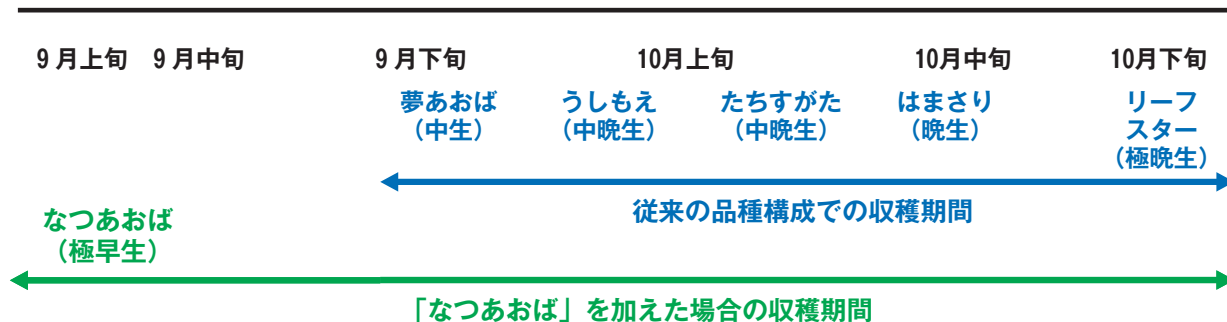 9月上旬 9月中旬 9月下旬 10月上旬 10月中旬 10月下旬
夢あおば うしもえ たちすがた はまさり リーフ
(中生) (中晩生) (中晩生) (晩生) スター
(極晩生)
従来の品種構成での収穫期間
なつあおば
(極早生)
「なつあおば」を加えた場合の収穫期間